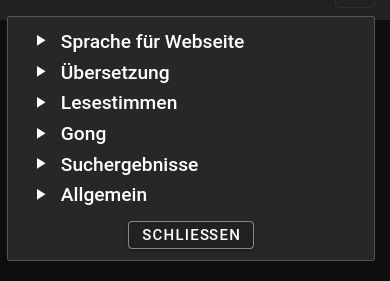 Sprache für Webseite
Übersetzung
Lesestimmen
Gong
Suchergebnisse
Allgemein
SCHLIESSEN